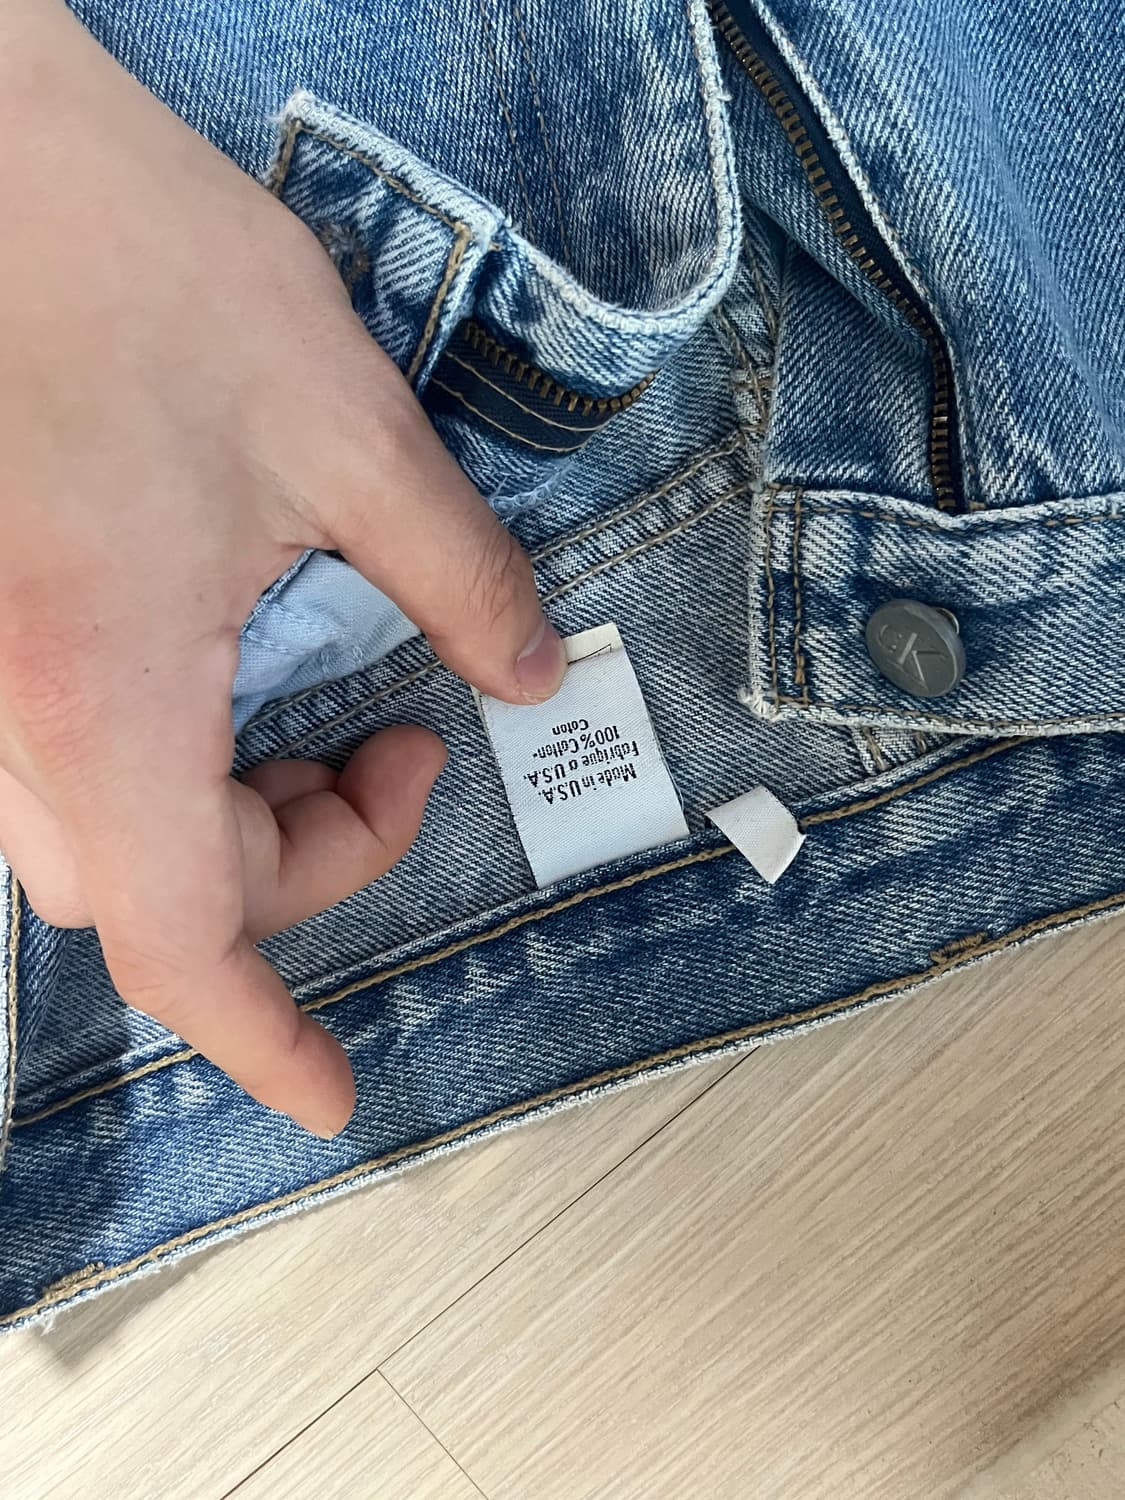 Made in U.S.A.
Fabriqué a U.S.A.
100% Cotton-
Coton
CK